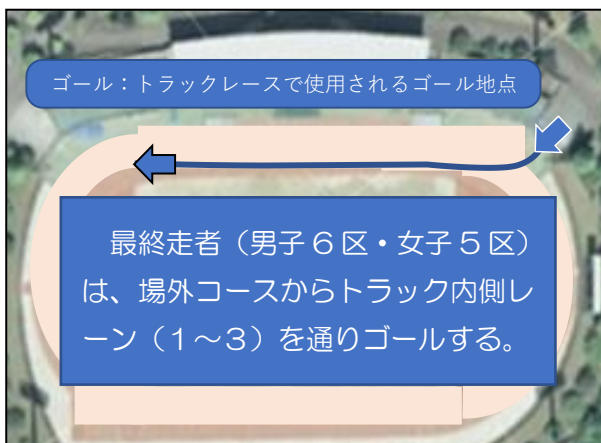 ゴール：トラックレースで使用されるゴール地点
最終走者（男子６区・女子５区）
は、場外コースからトラック内側レ
ーン（１～３）を通りゴールする。